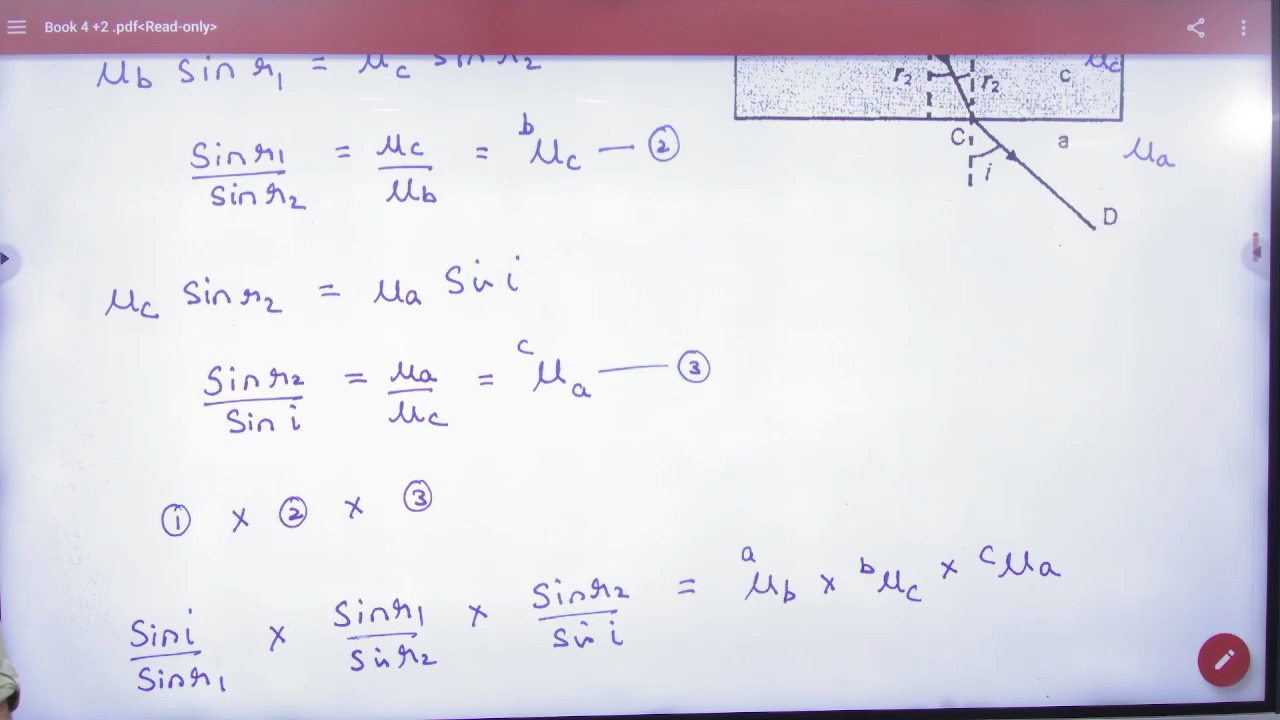 Book 4 +2 .pdf<Read-only>
μb sin r1 = μc sin r2
sin r1 / sin r2 = μc / μb = ᵇμc — ②
μc sin r2 = μa sin i
sin r2 / sin i = μa / μc = ᶜμa — ③
① × ② × ③
sin i / sin r1 × sin r1 / sin r2 × sin r2 / sin i = ᵃμb × ᵇμc × ᶜμa
μc
r2 r2 c
C a μa
i
D